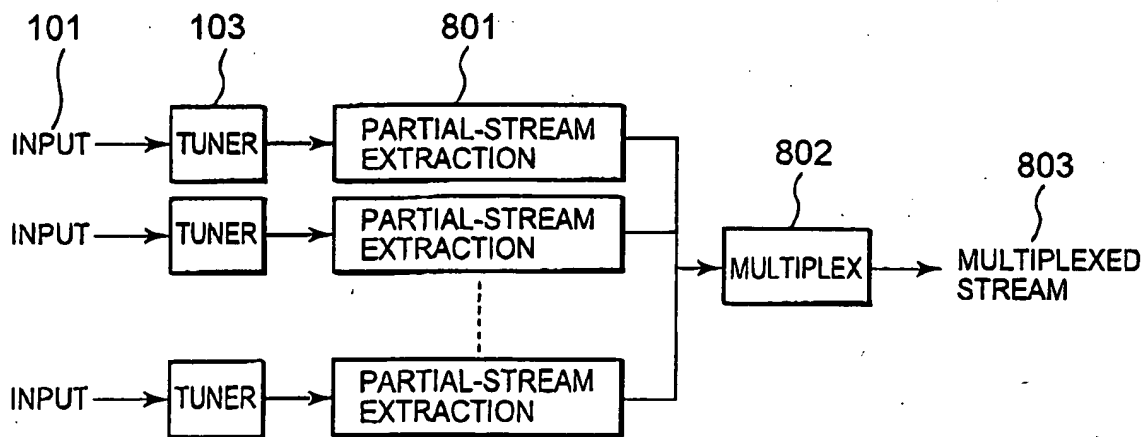 101
103
801
INPUT
TUNER
PARTIAL-STREAM
EXTRACTION
802
803
INPUT
TUNER
PARTIAL-STREAM
EXTRACTION
MULTIPLEX
MULTIPLEXED
STREAM
INPUT
TUNER
PARTIAL-STREAM
EXTRACTION